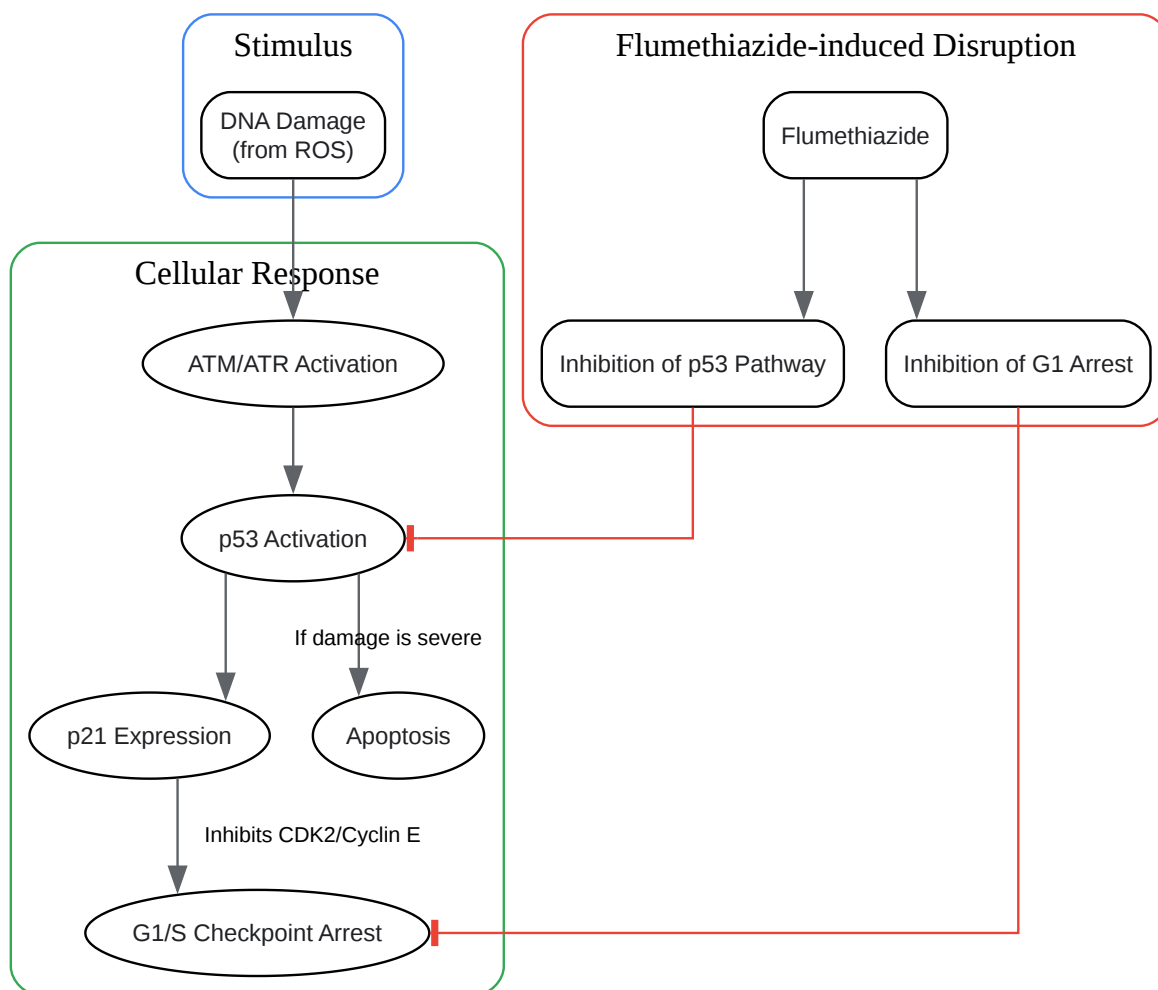 Stimulus
DNA Damage
(from ROS)
Flumethiazide-induced Disruption
Flumethiazide
Inhibition of p53 Pathway
Inhibition of G1 Arrest
Cellular Response
ATM/ATR Activation
p53 Activation
If damage is severe
p21 Expression
Apoptosis
Inhibits CDK2/Cyclin E
G1/S Checkpoint Arrest